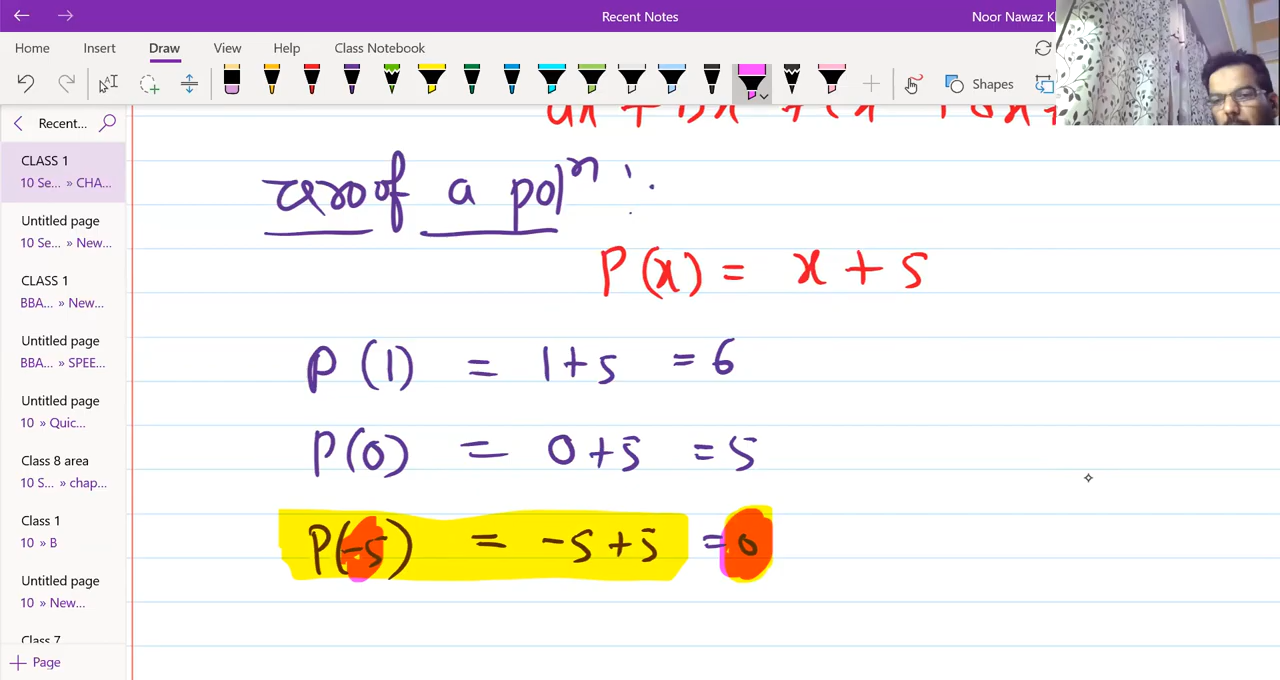 Recent Notes
Noor Nawaz
Home Insert Draw View Help Class Notebook
Shapes
Recent...
CLASS 1
10 Se... » CHA...
Untitled page
10 Se... » New...
CLASS 1
BBA... » New...
Untitled page
BBA... » SPEE...
Untitled page
10 » Quic...
Class 8 area
10 S... » chap...
Class 1
10 » B
Untitled page
10 » New...
Class 7
+ Page
zero of a polⁿ :
P(x) = x + 5
P(1) = 1+5 = 6
P(0) = 0+5 = 5
P(-5) = -5+5 = 0